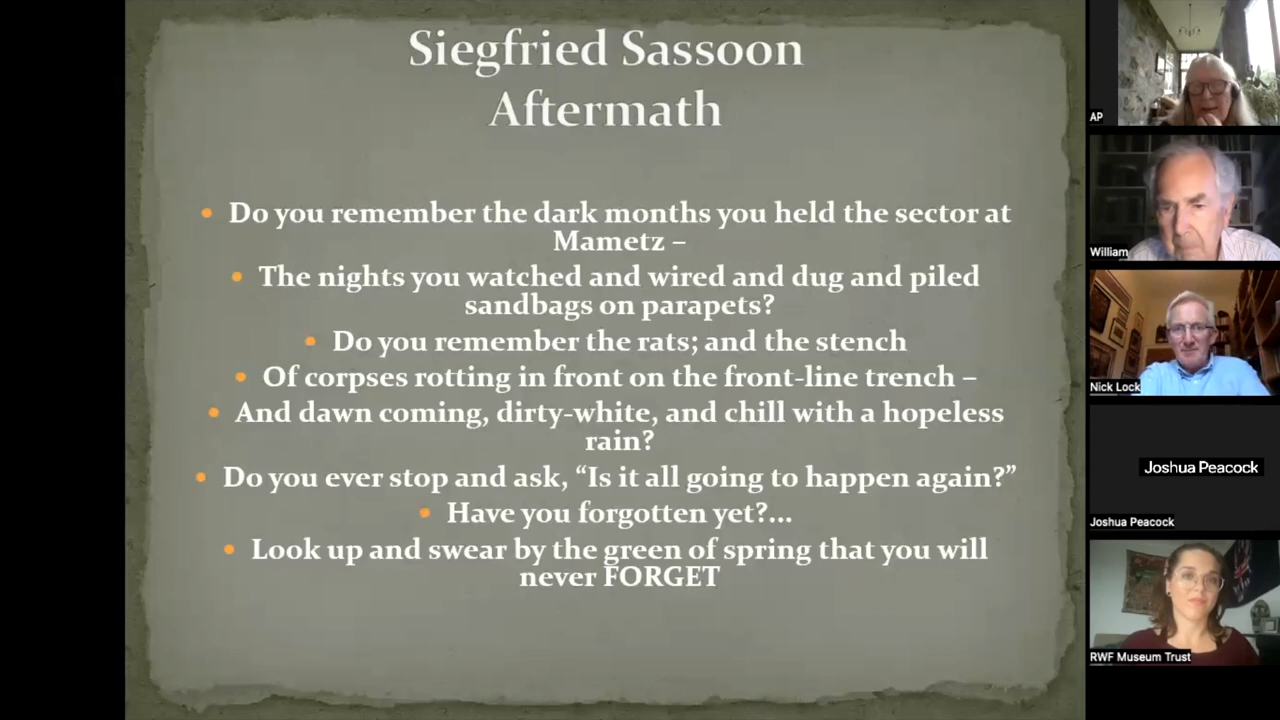 Siegfried Sassoon
Aftermath
• Do you remember the dark months you held the sector at
Mametz –
• The nights you watched and wired and dug and piled
sandbags on parapets?
• Do you remember the rats; and the stench
• Of corpses rotting in front on the front-line trench –
• And dawn coming, dirty-white, and chill with a hopeless
rain?
• Do you ever stop and ask, “Is it all going to happen again?”
• Have you forgotten yet?...
• Look up and swear by the green of spring that you will
never FORGET
AP
William
Nick Lock
Joshua Peacock
Joshua Peacock
RWF Museum Trust